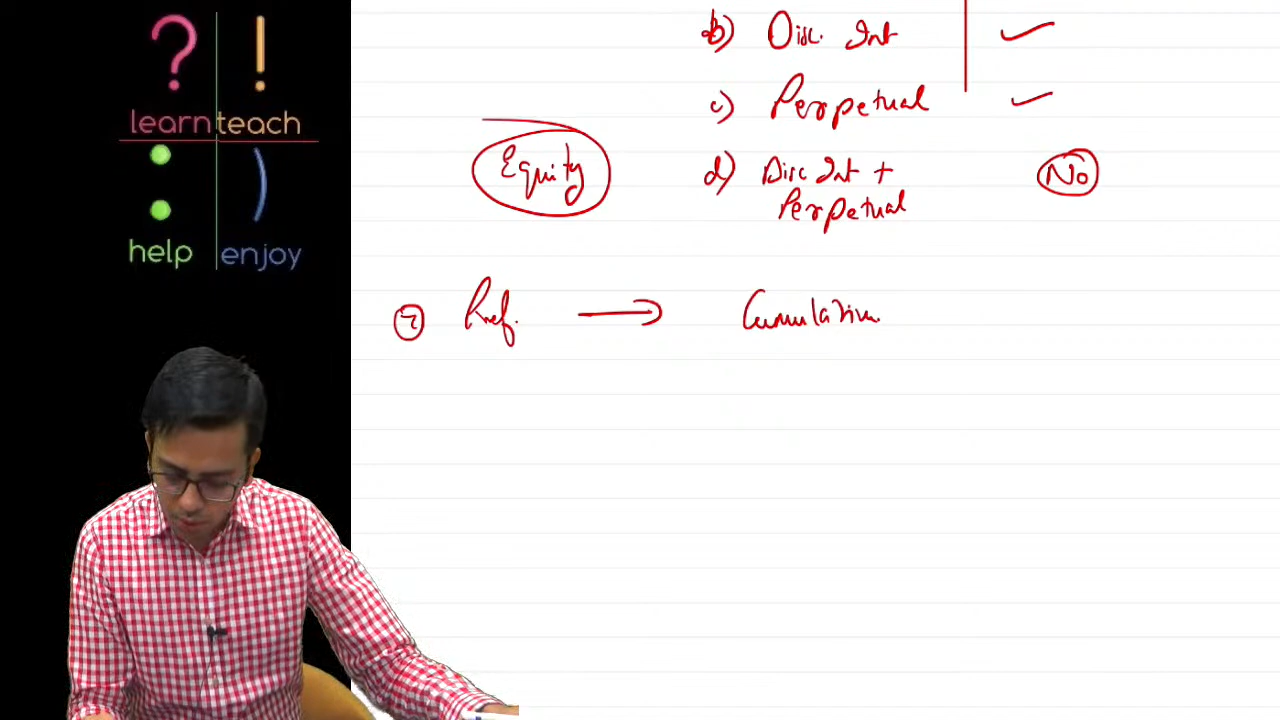 ? !
learn teach
: )
help enjoy
b) Disc. Int ✓
c) Perpetual ✓
Equity
d) Disc Int + No
Perpetual
7 Pref. → Cumulative